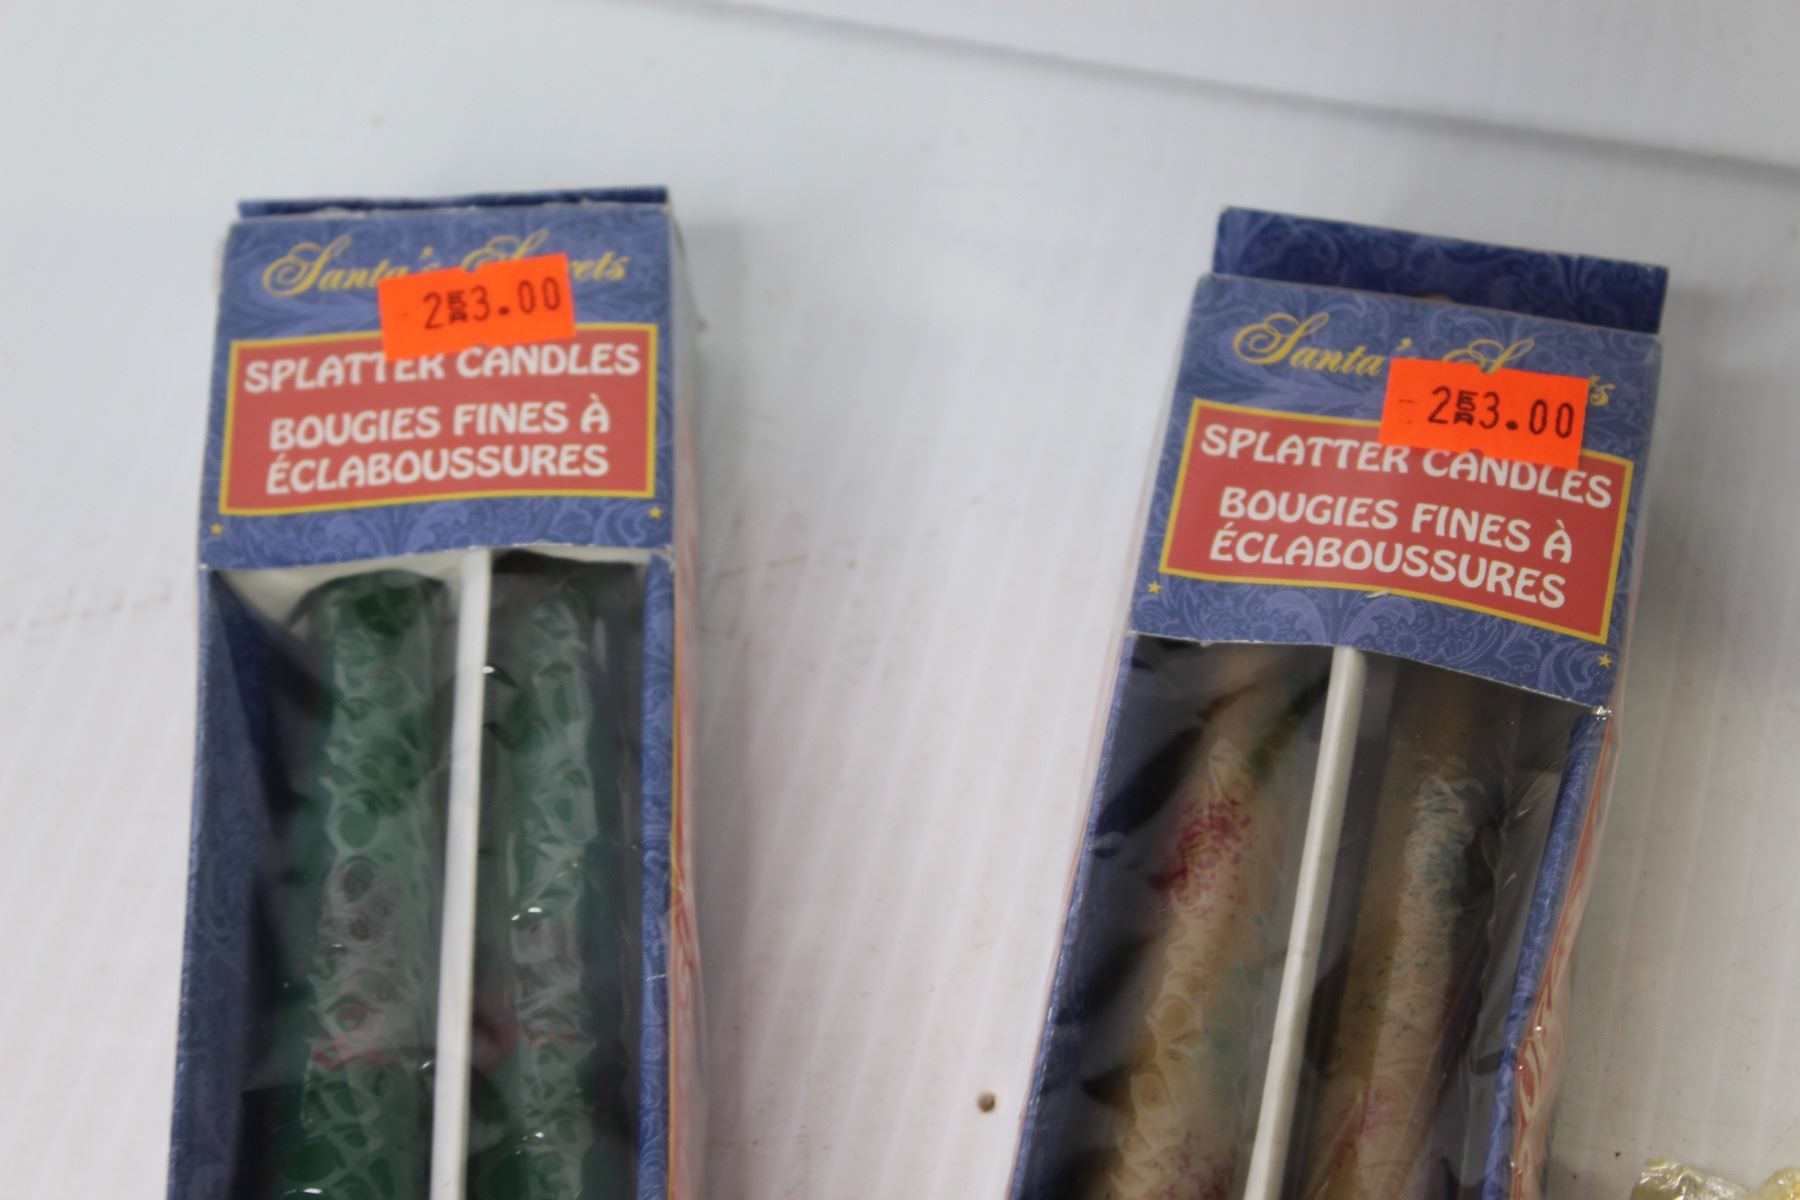 Santa's Secrets
2 FOR 3.00
SPLATTER CANDLES
BOUGIES FINES À
ÉCLABOUSSURES
Santa's
2 FOR 3.00
SPLATTER CANDLES
BOUGIES FINES À
ÉCLABOUSSURES